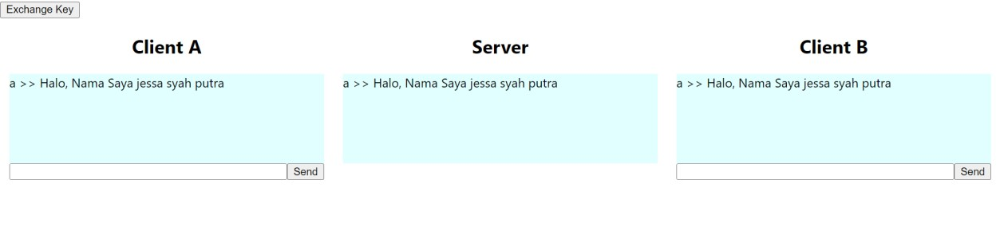 Exchange Key
Client A
Server
Client B
a >> Halo, Nama Saya jessa syah putra
a >> Halo, Nama Saya jessa syah putra
a >> Halo, Nama Saya jessa syah putra
Send
Send